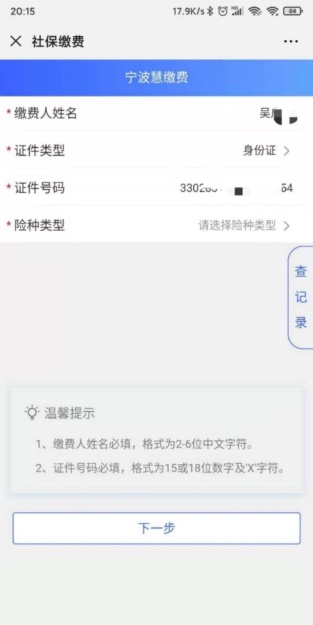 20:15 17.9K/s 84
社保缴费
宁波慧缴费
*缴费人姓名 吴
*证件类型 身份证
*证件号码 3302 64
*险种类型 请选择险种类型
查记录
温馨提示
1、缴费人姓名必填，格式为2-6位中文字符。
2、证件号码必填，格式为15或18位数字及'X'字符。
下一步